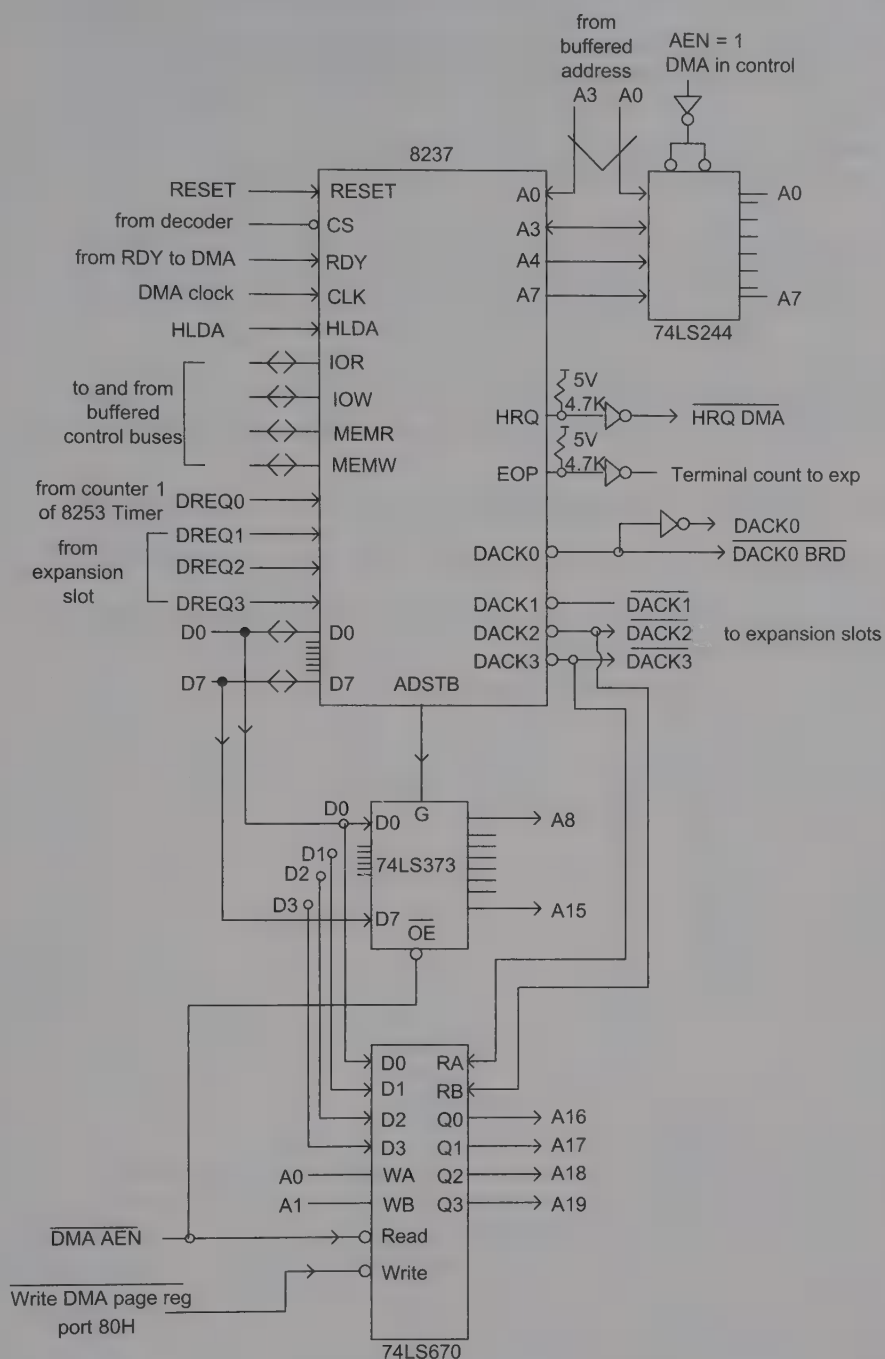 from
buffered
address
A3 A0
AEN = 1
DMA in control
8237
RESET
RESET
A0
A0
from decoder
CS
A3
from RDY to DMA
RDY
A4
DMA clock
CLK
A7
A7
HLDA
HLDA
74LS244
to and from
buffered
control buses
IOR
IOW
MEMR
MEMW
5V
4.7K
HRQ
HRQ DMA
5V
4.7K
EOP
Terminal count to exp
from counter 1
of 8253 Timer
DREQ0
from
expansion
slot
DREQ1
DREQ2
DREQ3
DACK0
DACK0
DACK0 BRD
DACK1
DACK1
DACK2
DACK2
to expansion slots
DACK3
DACK3
D0
D0
D7
D7
ADSTB
D0
D0
G
A8
D1
74LS373
D2
D3
D7
OE
A15
D0
RA
D1
RB
D2
Q0
A16
D3
Q1
A17
A0
WA
Q2
A18
A1
WB
Q3
A19
DMA AEN
Read
Write DMA page reg
port 80H
Write
74LS670